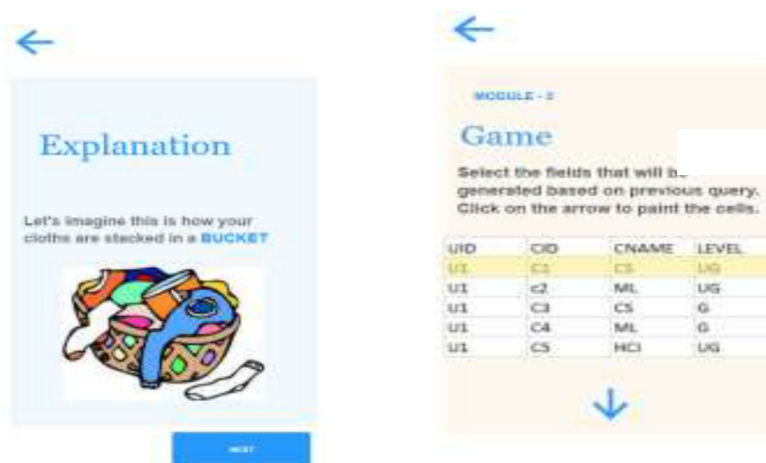 Explanation
Let's imagine this is how your
cloths are stacked in a BUCKET
NEXT
MODULE - 
Game
Select the fields that will be
generated based on previous query.
Click on the arrow to paint the cells.
UID CID CNAME LEVEL
U1 C1 CS UG
U1 c2 ML UG
U1 C3 CS G
U1 C4 ML G
U1 C5 HCI UG